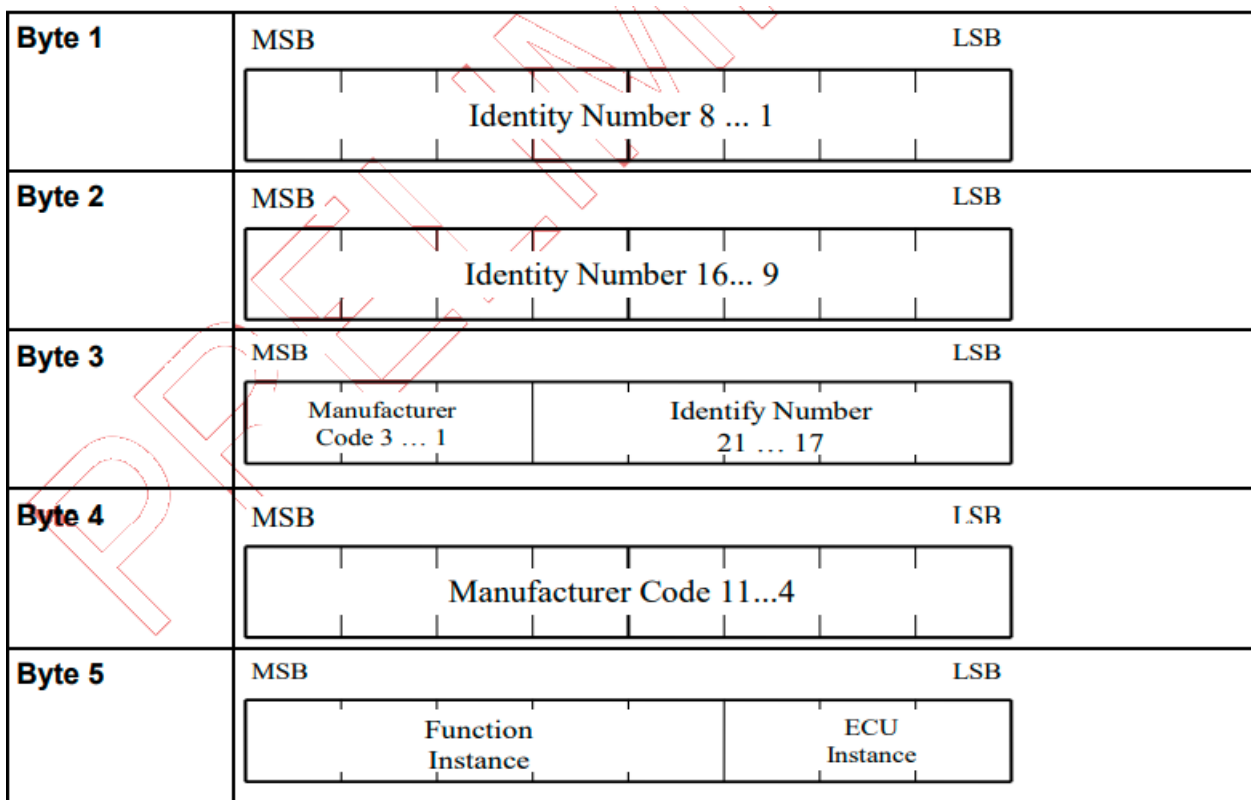 Byte 1
MSB LSB
Identity Number 8 ... 1
Byte 2
MSB LSB
Identity Number 16... 9
Byte 3
MSB LSB
Manufacturer Identify Number
Code 3 ... 1 21 ... 17
Byte 4
MSB LSB
Manufacturer Code 11...4
Byte 5
MSB LSB
Function ECU
Instance Instance